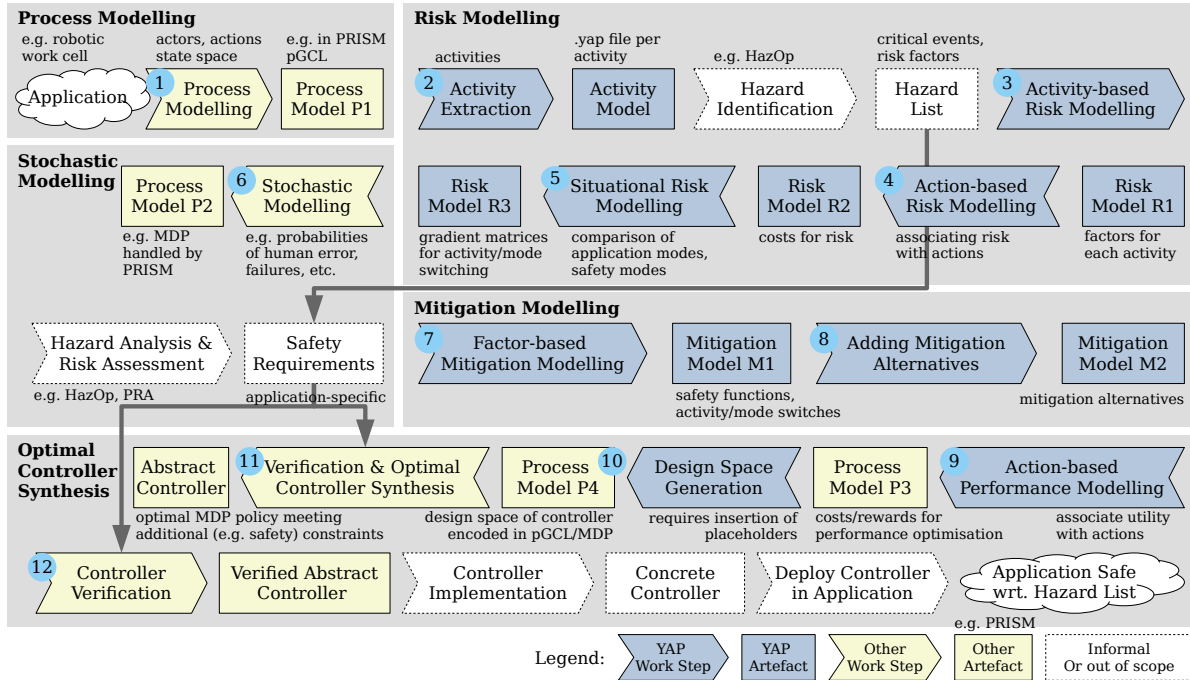 Process Modelling
e.g. robotic
work cell
actors, actions
state space
e.g. in PRISM
pGCL
Application
1
Process
Modelling
Process
Model P1
Risk Modelling
activities
.yap file per
activity
e.g. HazOp
critical events,
risk factors
2
Activity
Extraction
Activity
Model
Hazard
Identification
Hazard
List
3
Activity-based
Risk Modelling
Risk
Model R3
5
Situational Risk
Modelling
Risk
Model R2
4
Action-based
Risk Modelling
Risk
Model R1
gradient matrices
for activity/mode
switching
comparison of
application modes,
safety modes
costs for risk
associating risk
with actions
factors for
each activity
Stochastic
Modelling
Process
Model P2
6
Stochastic
Modelling
e.g. MDP
handled by
PRISM
e.g. probabilities
of human error,
failures, etc.
Hazard Analysis &
Risk Assessment
Safety
Requirements
e.g. HazOp, PRA
application-specific
Mitigation Modelling
7
Factor-based
Mitigation Modelling
Mitigation
Model M1
8
Adding Mitigation
Alternatives
Mitigation
Model M2
safety functions,
activity/mode switches
mitigation alternatives
Optimal
Controller
Synthesis
Abstract
Controller
11
Verification & Optimal
Controller Synthesis
Process
Model P4
10
Design Space
Generation
Process
Model P3
9
Action-based
Performance Modelling
optimal MDP policy meeting
additional (e.g. safety) constraints
design space of controller
encoded in pGCL/MDP
requires insertion of
placeholders
costs/rewards for
performance optimisation
associate utility
with actions
12
Controller
Verification
Verified Abstract
Controller
Controller
Implementation
Concrete
Controller
Deploy Controller
in Application
Application Safe
wrt. Hazard List
e.g. PRISM
Legend:
YAP
Work Step
YAP
Artefact
Other
Work Step
Other
Artefact
Informal
Or out of scope